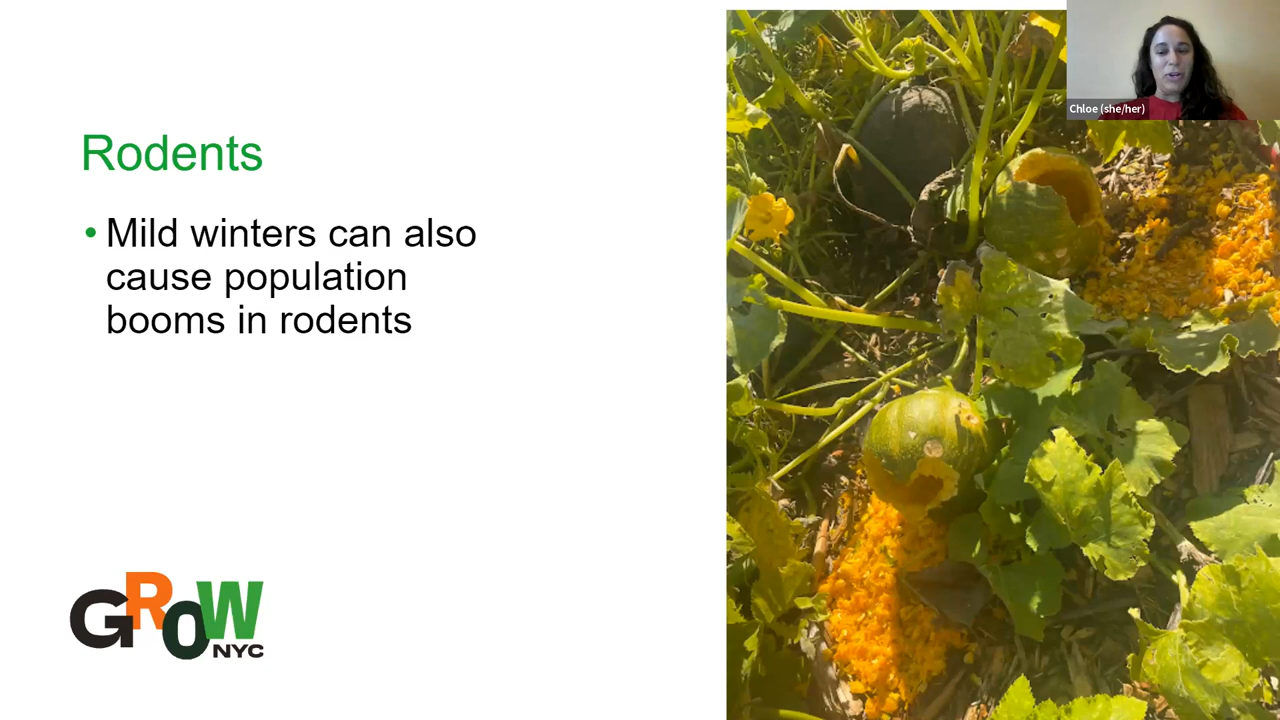 Chloe (she/her)
Rodents
• Mild winters can also
cause population
booms in rodents
GROW
NYC